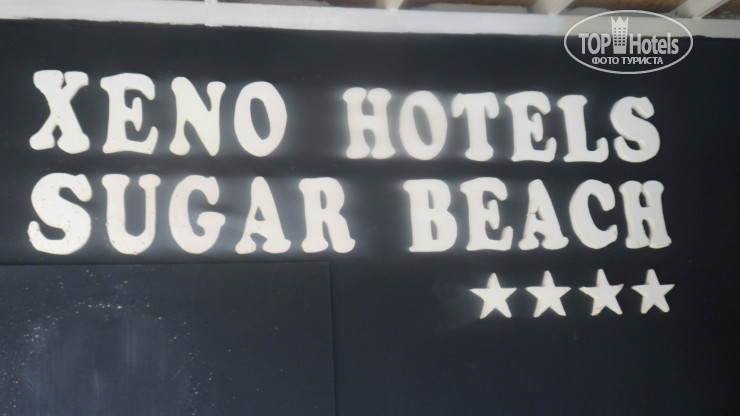 TOP Hotels
ФОТО ТУРИСТА
XENO HOTELS
SUGAR BEACH